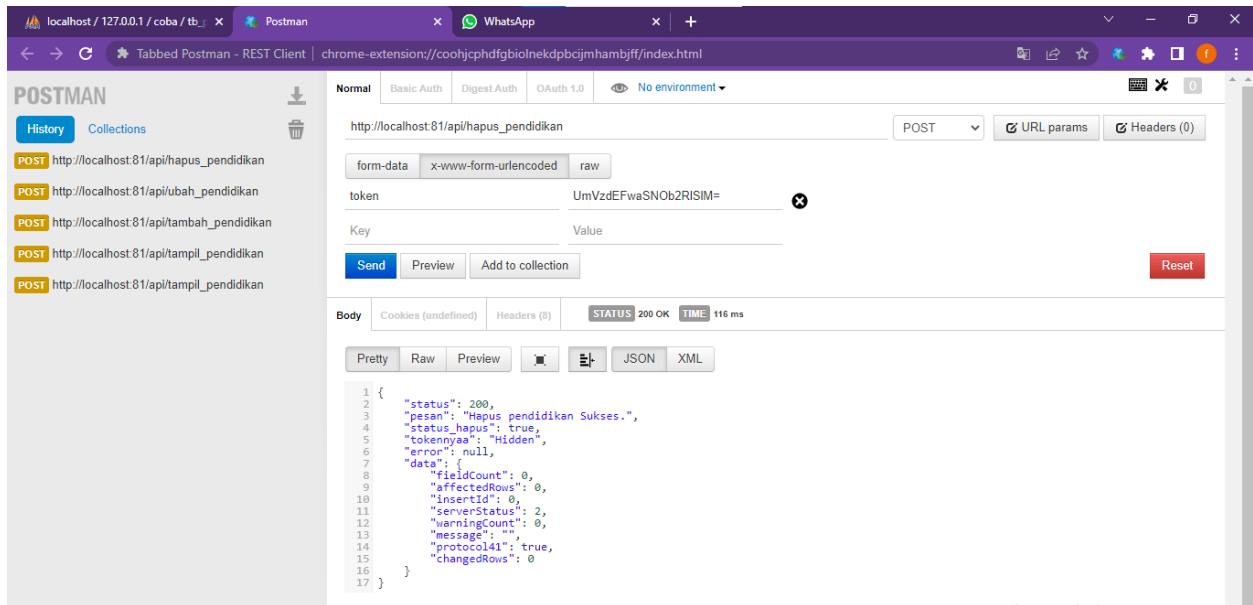 localhost / 127.0.0.1 / coba / tb_
Postman
WhatsApp
Tabbed Postman - REST Client
chrome-extension://coohjcphdfgbiolnekdpbcijmhambjff/index.html
f
POSTMAN
History
Collections
POST http://localhost:81/api/hapus_pendidikan
POST http://localhost:81/api/ubah_pendidikan
POST http://localhost:81/api/tambah_pendidikan
POST http://localhost:81/api/tampil_pendidikan
POST http://localhost:81/api/tampil_pendidikan
Normal Basic Auth Digest Auth OAuth 1.0 No environment 0
http://localhost:81/api/hapus_pendidikan POST URL params Headers (0)
form-data x-www-form-urlencoded raw
token UmVzdEFwaSNOb2RlSlM=
Key Value
Send Preview Add to collection Reset
Body Cookies (undefined) Headers (8) STATUS 200 OK TIME 116 ms
Pretty Raw Preview JSON XML
1 {
2 "status": 200,
3 "pesan": "Hapus pendidikan Sukses.",
4 "status_hapus": true,
5 "tokennyaa": "Hidden",
6 "error": null,
7 "data": {
8 "fieldCount": 0,
9 "affectedRows": 0,
10 "insertId": 0,
11 "serverStatus": 2,
12 "warningCount": 0,
13 "message": "",
14 "protocol41": true,
15 "changedRows": 0
16 }
17 }